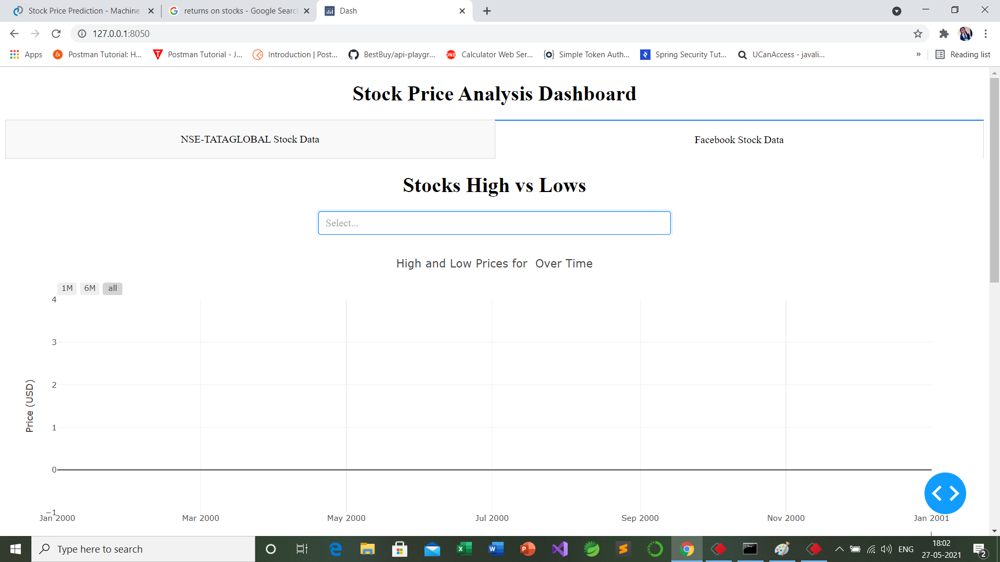 Stock Price Prediction - Machine
returns on stocks - Google Searc
Dash
127.0.0.1:8050
Apps
Postman Tutorial: H...
Postman Tutorial - J...
Introduction | Post...
BestBuy/api-playgr...
Calculator Web Ser...
Simple Token Auth...
Spring Security Tut...
UCanAccess - javali...
»
Reading list
Stock Price Analysis Dashboard
NSE-TATAGLOBAL Stock Data
Facebook Stock Data
Stocks High vs Lows
Select...
High and Low Prices for  Over Time
1M 6M all
4
3
2
1
0
−1
Price (USD)
Jan 2000 Mar 2000 May 2000 Jul 2000 Sep 2000 Nov 2000 Jan 2001
Type here to search
ENG
18:02
27-05-2021
2